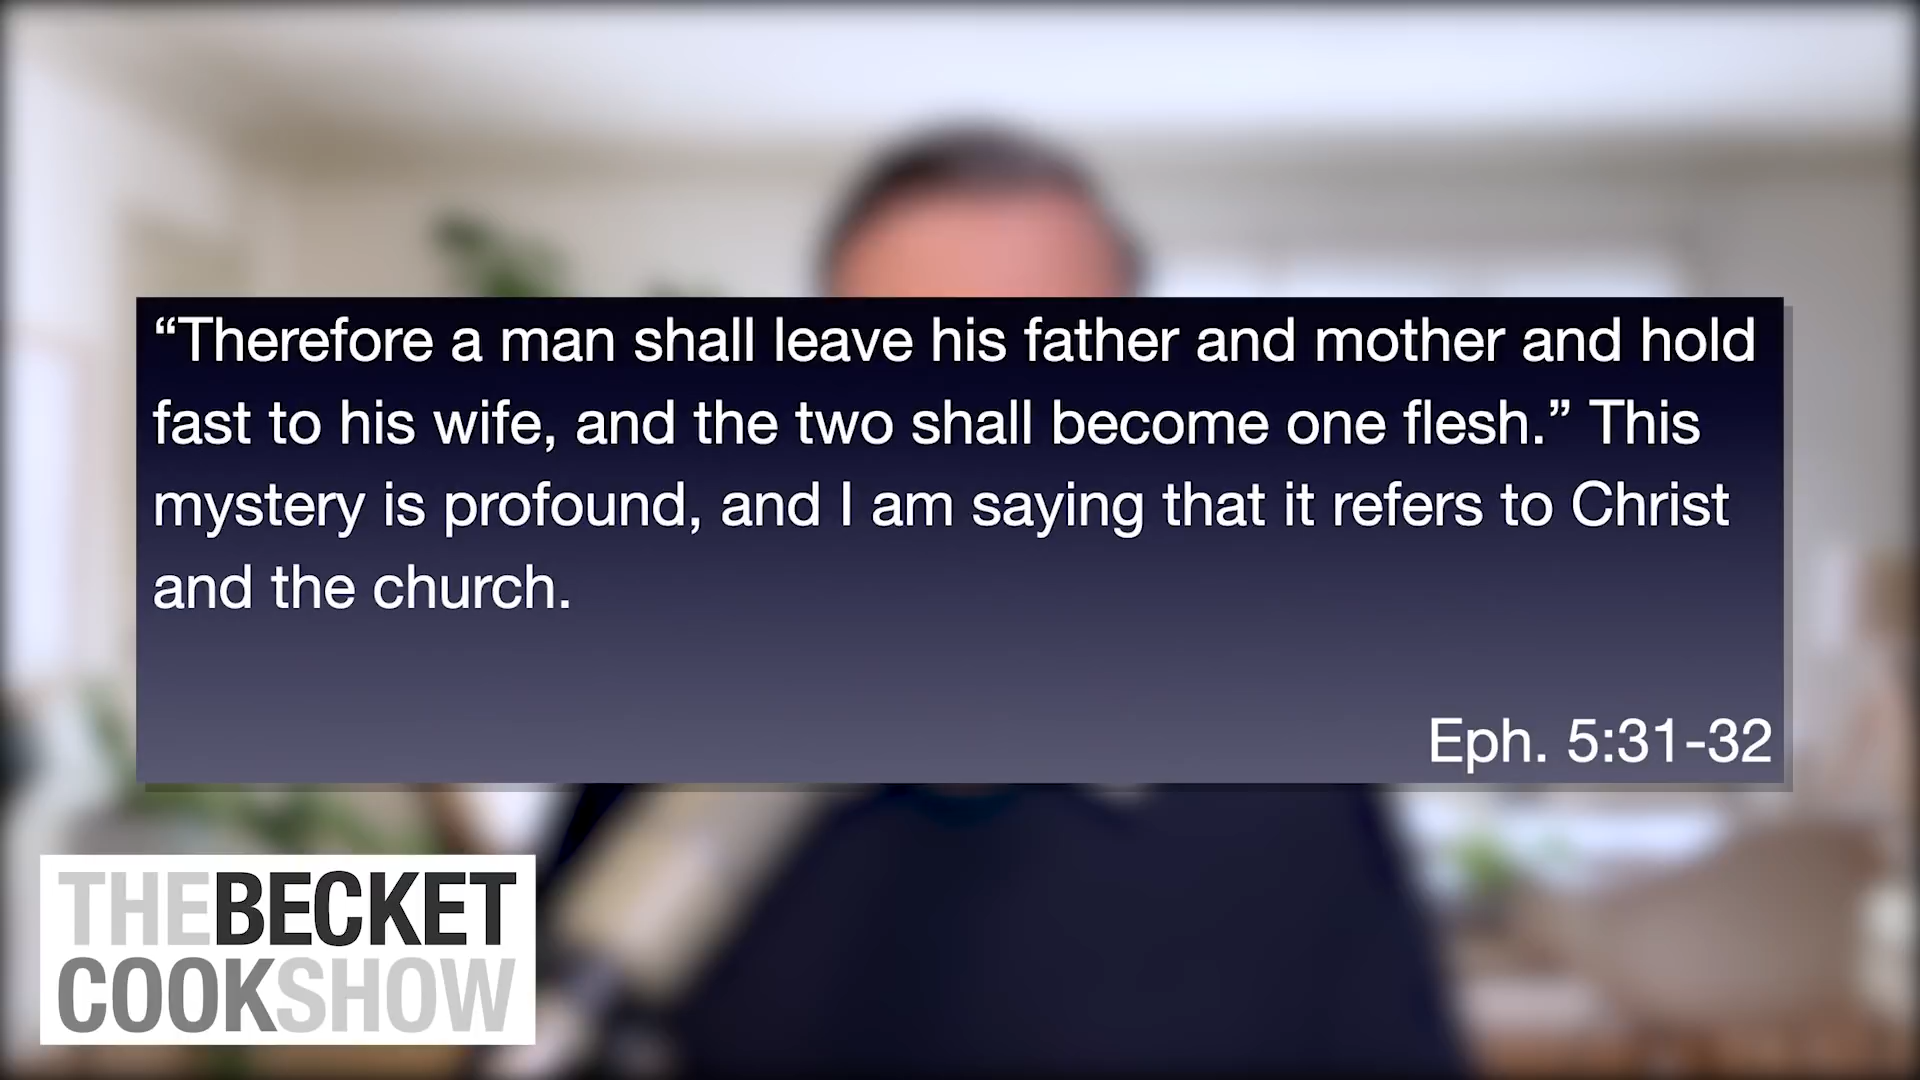 “Therefore a man shall leave his father and mother and hold
fast to his wife, and the two shall become one flesh.” This
mystery is profound, and I am saying that it refers to Christ
and the church.
Eph. 5:31-32
THEBECKET
COOKSHOW